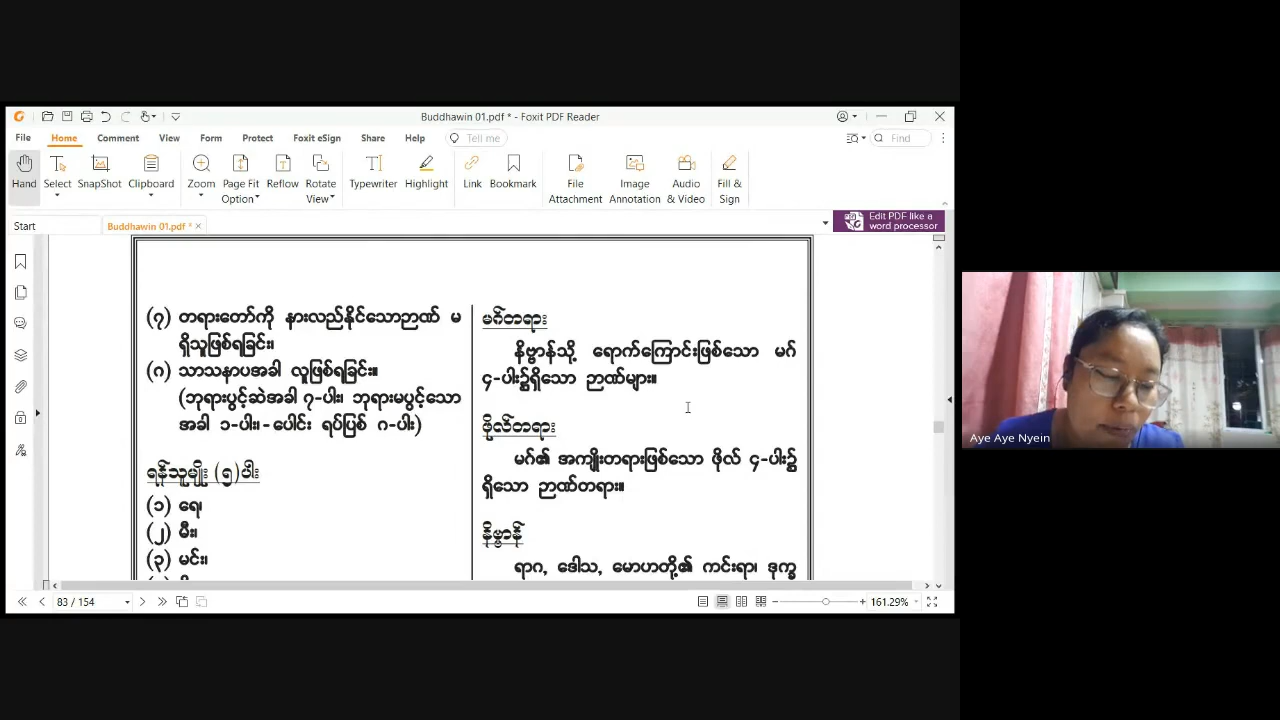 Buddhawin 01.pdf * - Foxit PDF Reader
File Home Comment View Form Protect Foxit eSign Share Help Tell me Find
Hand Select SnapShot Clipboard Zoom Page Fit Option Reflow Rotate View Typewriter Highlight Link Bookmark File Attachment Image Annotation Audio & Video Fill & Sign
Start Buddhawin 01.pdf *
Edit PDF like a
word processor
(၇) တရားတော်ကို နားလည်နိုင်သောဉာဏ် မ
ရှိသူဖြစ်ရခြင်း။
(၈) သာသနာပအခါ လူဖြစ်ရခြင်း။
(ဘုရားပွင့်ဆဲအခါ ၇-ပါး၊ ဘုရားမပွင့်သော
အခါ ၁-ပါး၊-ပေါင်း ရပ်ပြစ် ၈-ပါး)
ရန်သူမျိုး (၅)ပါး
(၁) ရေ၊
(၂) မီး၊
(၃) မင်း၊
မဂ်တရား
နိဗ္ဗာန်သို့ ရောက်ကြောင်းဖြစ်သော မဂ်
၄-ပါး၌ရှိသော ဉာဏ်များ။
ဖိုလ်တရား
မဂ်၏ အကျိုးတရားဖြစ်သော ဖိုလ် ၄-ပါး၌
ရှိသော ဉာဏ်တရား။
နိဗ္ဗာန်
ရာဂ, ဒေါသ, မောဟတို့၏ ကင်းရာ၊ ဒုက္ခ
83 / 154
161.29%
Aye Aye Nyein